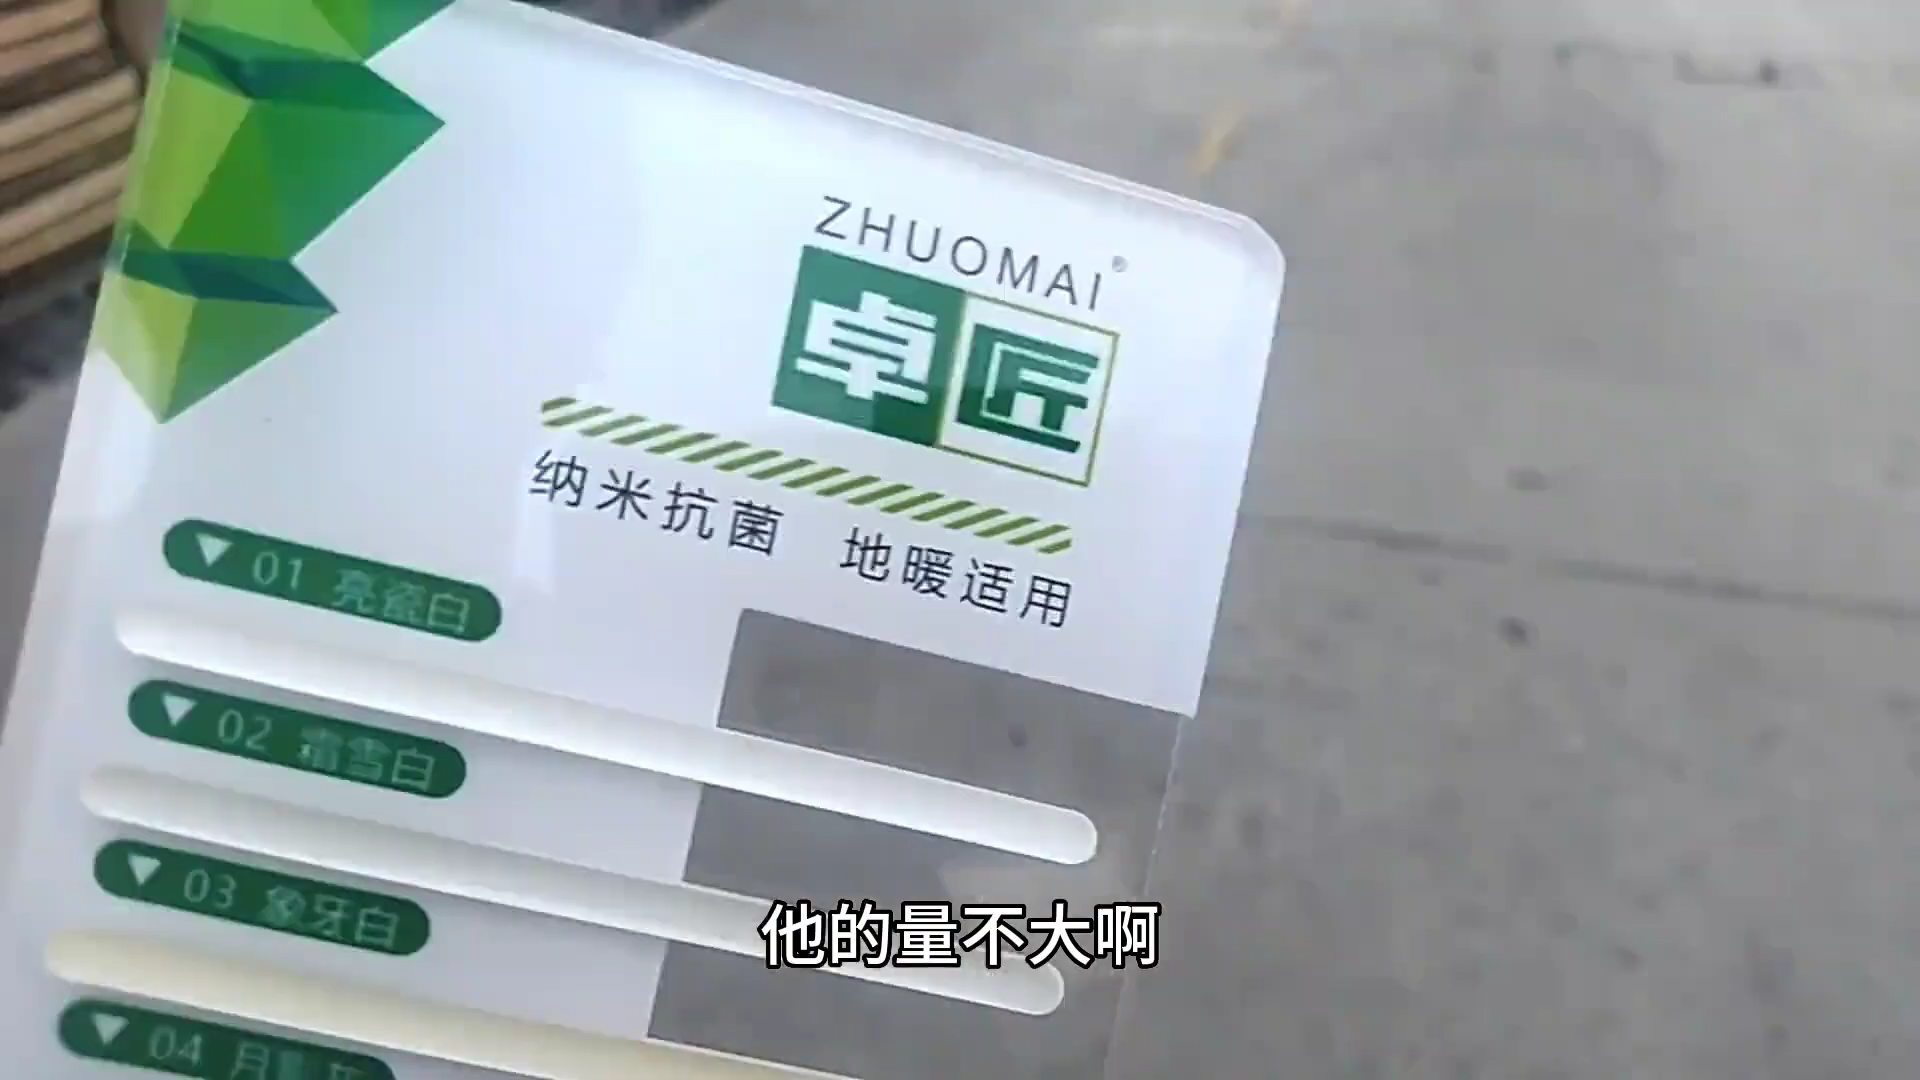 ZHUOMAI®
卓匠
纳米抗菌 地暖适用
01 亮瓷白
02 霜雪白
03 象牙白
04 月
他的量不大啊